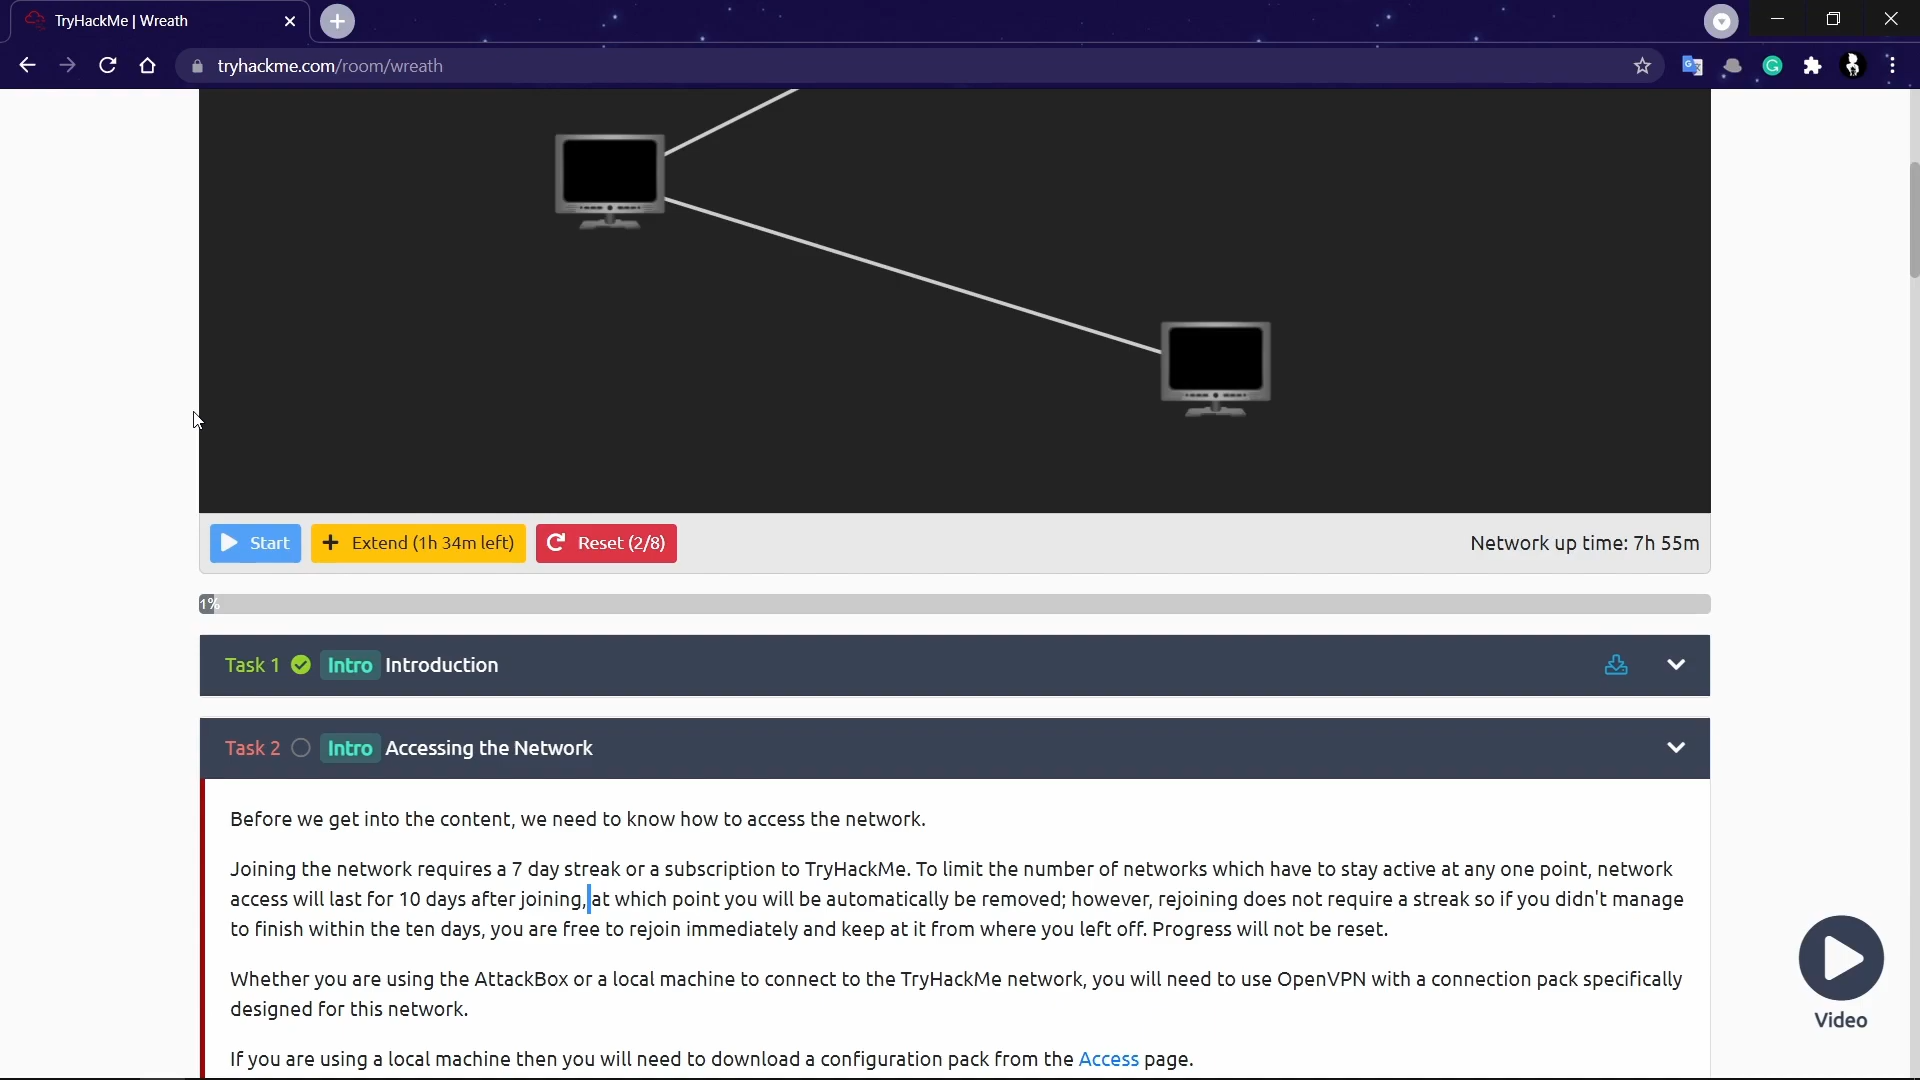 TryHackMe | Wreath
tryhackme.com/room/wreath
Start
Extend (1h 34m left)
Reset (2/8)
Network up time: 7h 55m
1%
Task 1 Intro Introduction
Task 2 Intro Accessing the Network
Before we get into the content, we need to know how to access the network.
Joining the network requires a 7 day streak or a subscription to TryHackMe. To limit the number of networks which have to stay active at any one point, network
access will last for 10 days after joining, at which point you will be automatically be removed; however, rejoining does not require a streak so if you didn't manage
to finish within the ten days, you are free to rejoin immediately and keep at it from where you left off. Progress will not be reset.
Whether you are using the AttackBox or a local machine to connect to the TryHackMe network, you will need to use OpenVPN with a connection pack specifically
designed for this network.
If you are using a local machine then you will need to download a configuration pack from the Access page.
Video